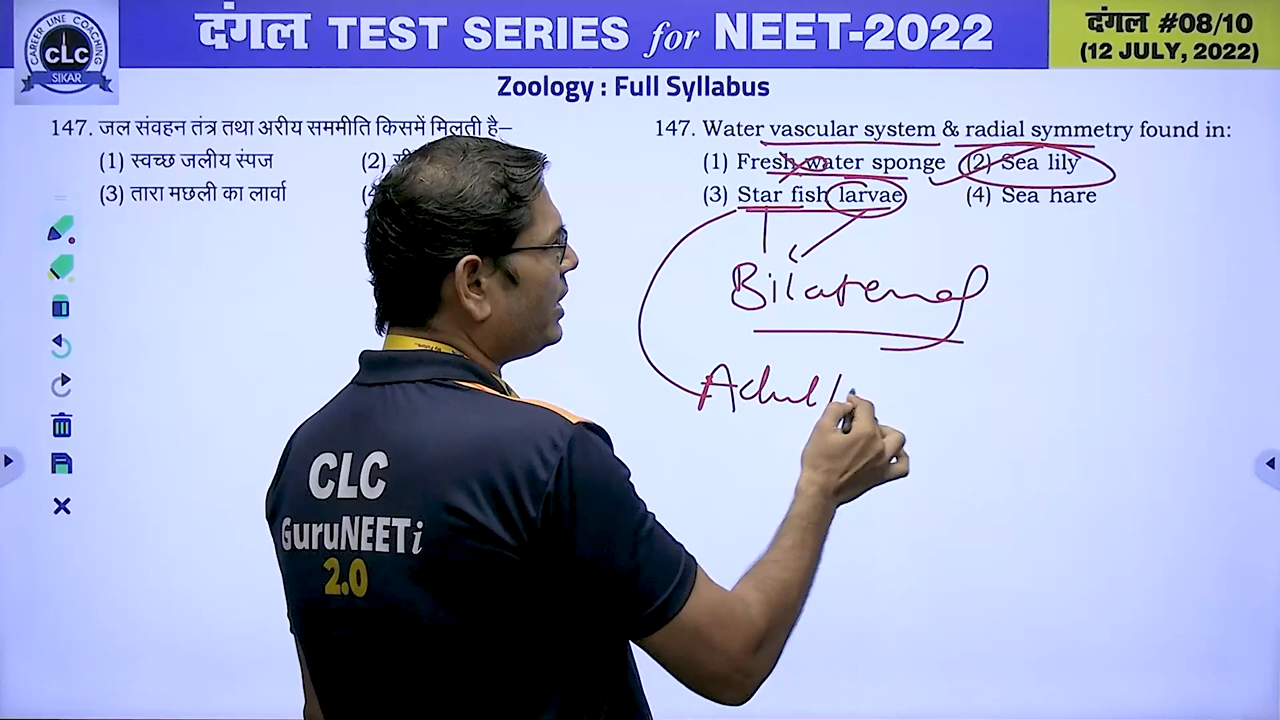 दंगल TEST SERIES for NEET-2022
दंगल #08/10
(12 JULY, 2022)
CAREER LINE COACHING
CLC
SIKAR
Zoology : Full Syllabus
147. जल संवहन तंत्र तथा अरीय सममीति किसमें मिलती है–
(1) स्वच्छ जलीय स्पंज (2)
(3) तारा मछली का लार्वा
147. Water vascular system & radial symmetry found in:
(1) Fresh water sponge (2) Sea lily
(3) Star fish larvae (4) Sea hare
Bilateral
Adul
CLC
GuruNEETi
2.0